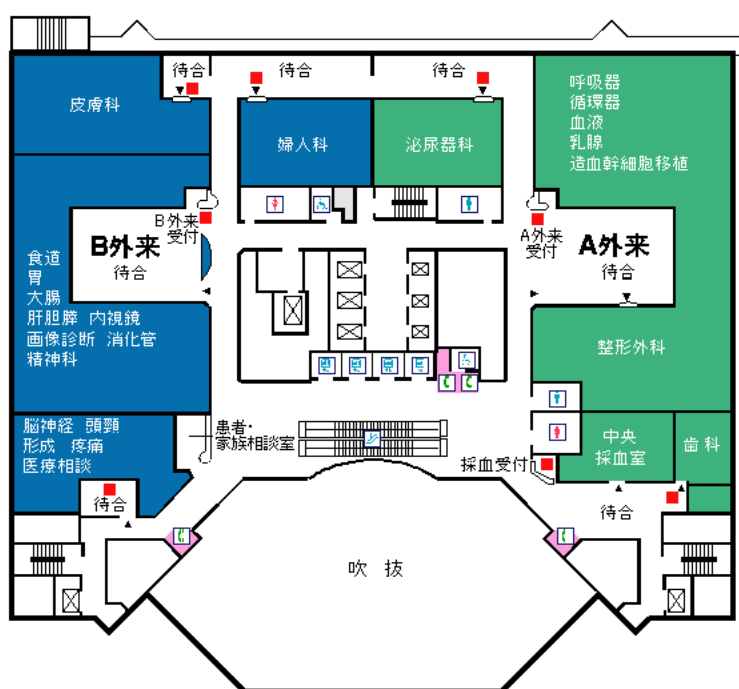 待合
待合
待合
皮膚科
婦人科
泌尿器科
呼吸器
循環器
血液
乳腺
造血幹細胞移植
B外来
受付
B外来
待合
A外来
受付
A外来
待合
食道
胃
大腸
肝胆膵 内視鏡
画像診断 消化管
精神科
整形外科
脳神経 頭頸
形成 疼痛
医療相談
患者・
家族相談室
採血受付
中央
採血室
歯科
待合
待合
吹抜